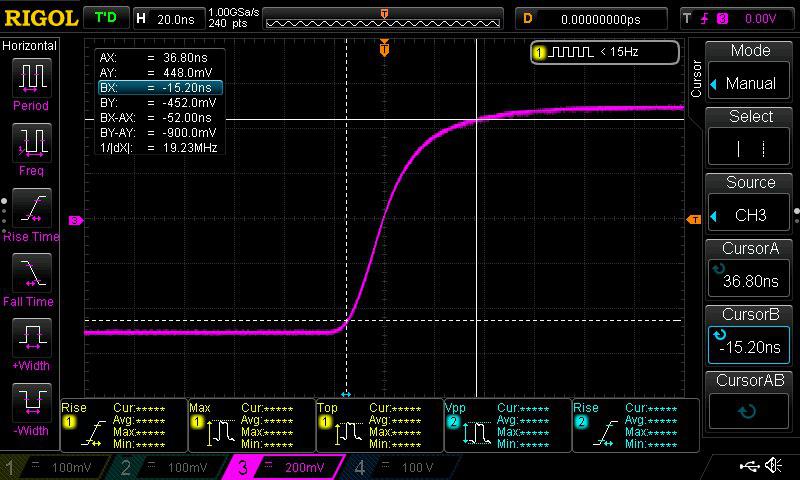 RIGOL T'D H 20.0ns 1.00GSa/s
240 pts
T D 0.00000000ps T 3 0.00V
Horizontal
Period
Freq
Rise Time
Fall Time
+Width
-Width
AX: = 36.80ns
AY: = 448.0mV
BX: = -15.20ns
BY: = -452.0mV
BX-AX: = -52.00ns
BY-AY: = -900.0mV
1/|dX|: = 19.23MHz
T
1 < 15Hz
3
T
Cursor
Mode
Manual
Select
Source
CH3
CursorA
36.80ns
CursorB
-15.20ns
CursorAB
Rise 1 Cur:***** Avg:***** Max:***** Min:*****
Max 1 Cur:***** Avg:***** Max:***** Min:*****
Top 1 Cur:***** Avg:***** Max:***** Min:*****
Vpp 2 Cur:***** Avg:***** Max:***** Min:*****
Rise 2 Cur:***** Avg:***** Max:***** Min:*****
1 = 100mV 2 = 100mV 3 = 200mV 4 = 100 V